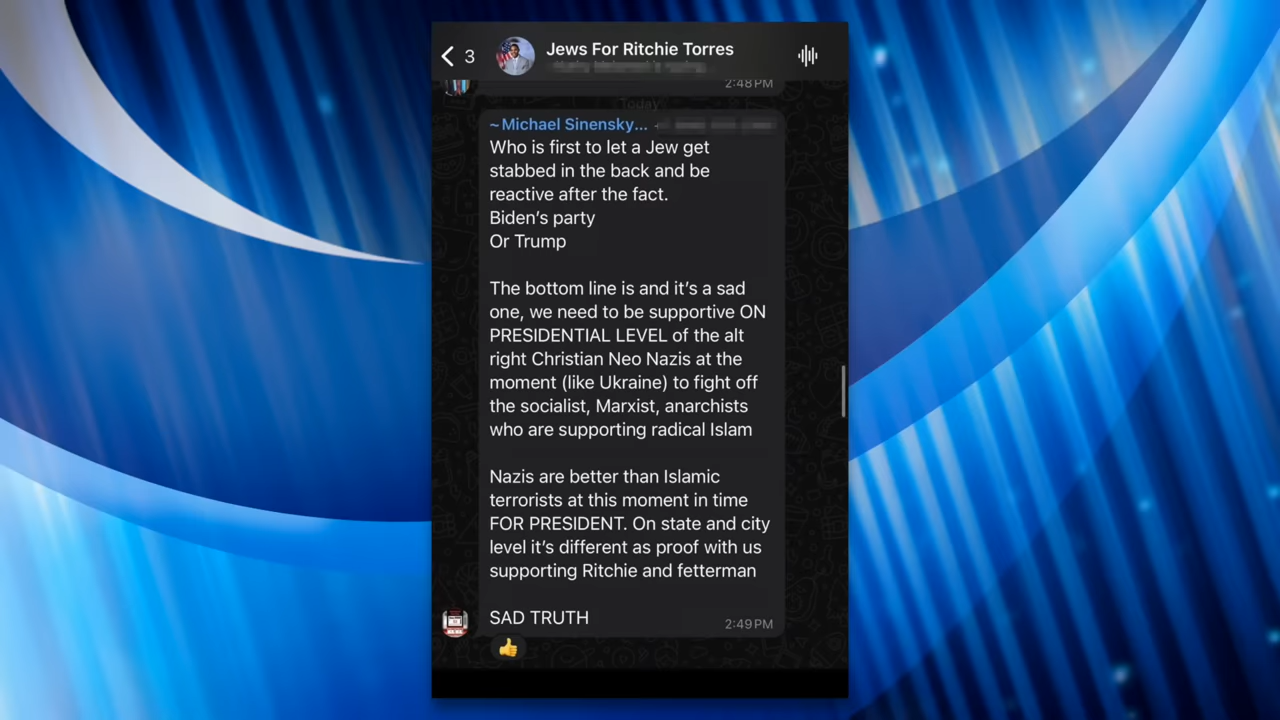 3
Jews For Ritchie Torres
2:48 PM
Today
~Michael Sinensky...
Who is first to let a Jew get
stabbed in the back and be
reactive after the fact.
Biden's party
Or Trump
The bottom line is and it's a sad
one, we need to be supportive ON
PRESIDENTIAL LEVEL of the alt
right Christian Neo Nazis at the
moment (like Ukraine) to fight off
the socialist, Marxist, anarchists
who are supporting radical Islam
Nazis are better than Islamic
terrorists at this moment in time
FOR PRESIDENT. On state and city
level it's different as proof with us
supporting Ritchie and fetterman
SAD TRUTH
2:49 PM